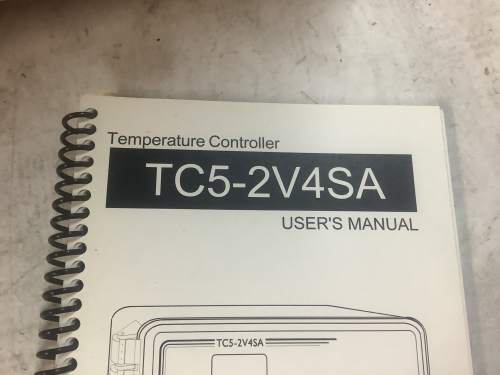 Temperature Controller
TC5-2V4SA
USER'S MANUAL
TC5-2V4SA